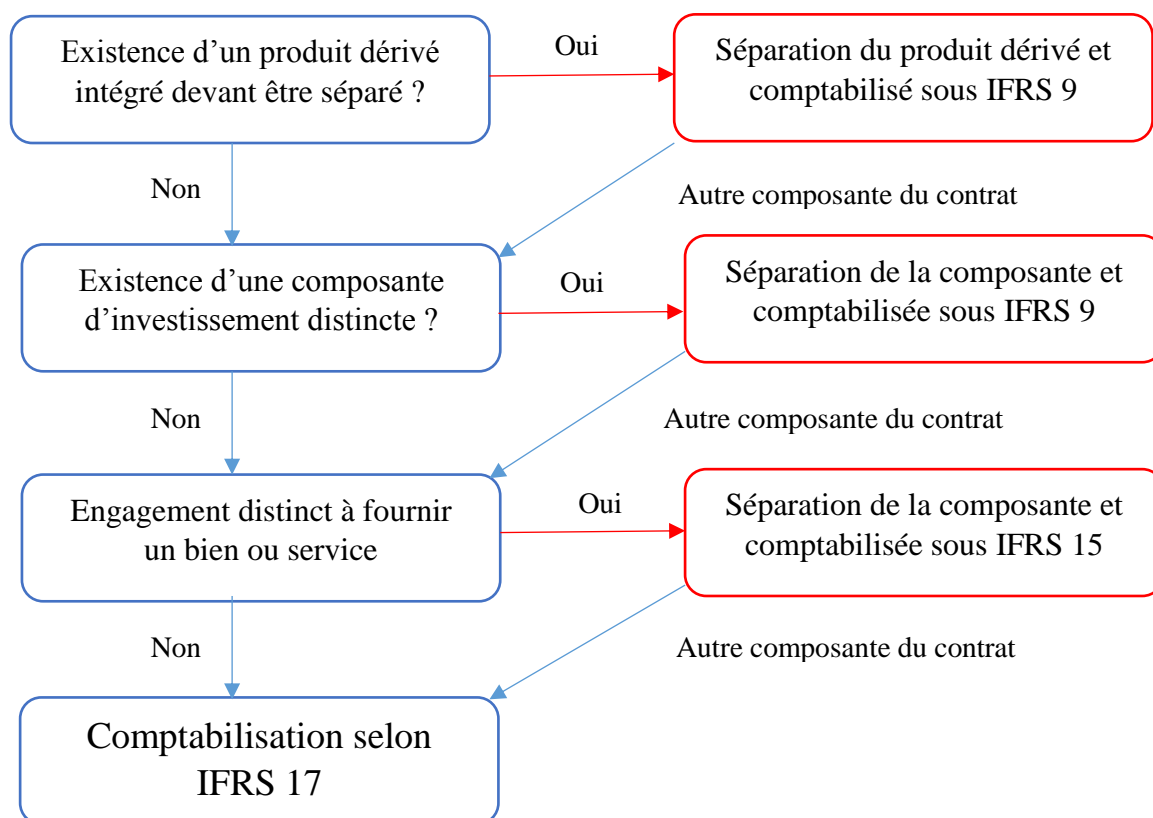 Existence d’un produit dérivé
intégré devant être séparé ?
Oui
Séparation du produit dérivé et
comptabilisé sous IFRS 9
Non
Autre composante du contrat
Existence d’une composante
d’investissement distincte ?
Oui
Séparation de la composante et
comptabilisée sous IFRS 9
Non
Autre composante du contrat
Engagement distinct à fournir
un bien ou service
Oui
Séparation de la composante et
comptabilisée sous IFRS 15
Non
Autre composante du contrat
Comptabilisation selon
IFRS 17